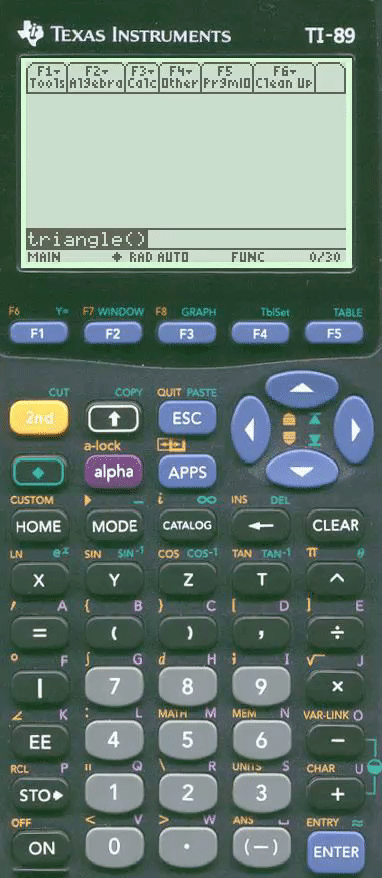 TEXAS INSTRUMENTS TI-89
F1 F2 F3 F4 F5 F6
Tools Algebra Calc Other PrgmIO Clean Up
triangle()
MAIN RAD AUTO FUNC 0/30
F6 Y= F7 WINDOW F8 GRAPH TblSet TABLE
F1 F2 F3 F4 F5
CUT COPY QUIT PASTE
2nd ESC
a-lock
alpha APPS
CUSTOM i ∞ INS DEL
HOME MODE CATALOG ← CLEAR
LN eˣ SIN SIN⁻¹ COS COS⁻¹ TAN TAN⁻¹ π θ
X Y Z T ^
′ A { B } C [ D ] E
= ( ) , ÷
° F ∫ G d H ; I √ J
| 7 8 9 ×
∠ K : L MATH M MEM N VAR-LINK O
EE 4 5 6 −
RCL P " Q \ R UNITS S CHAR U
STO▸ 1 2 3 +
OFF < V > W ANS ENTRY ≈
ON 0 . (−) ENTER